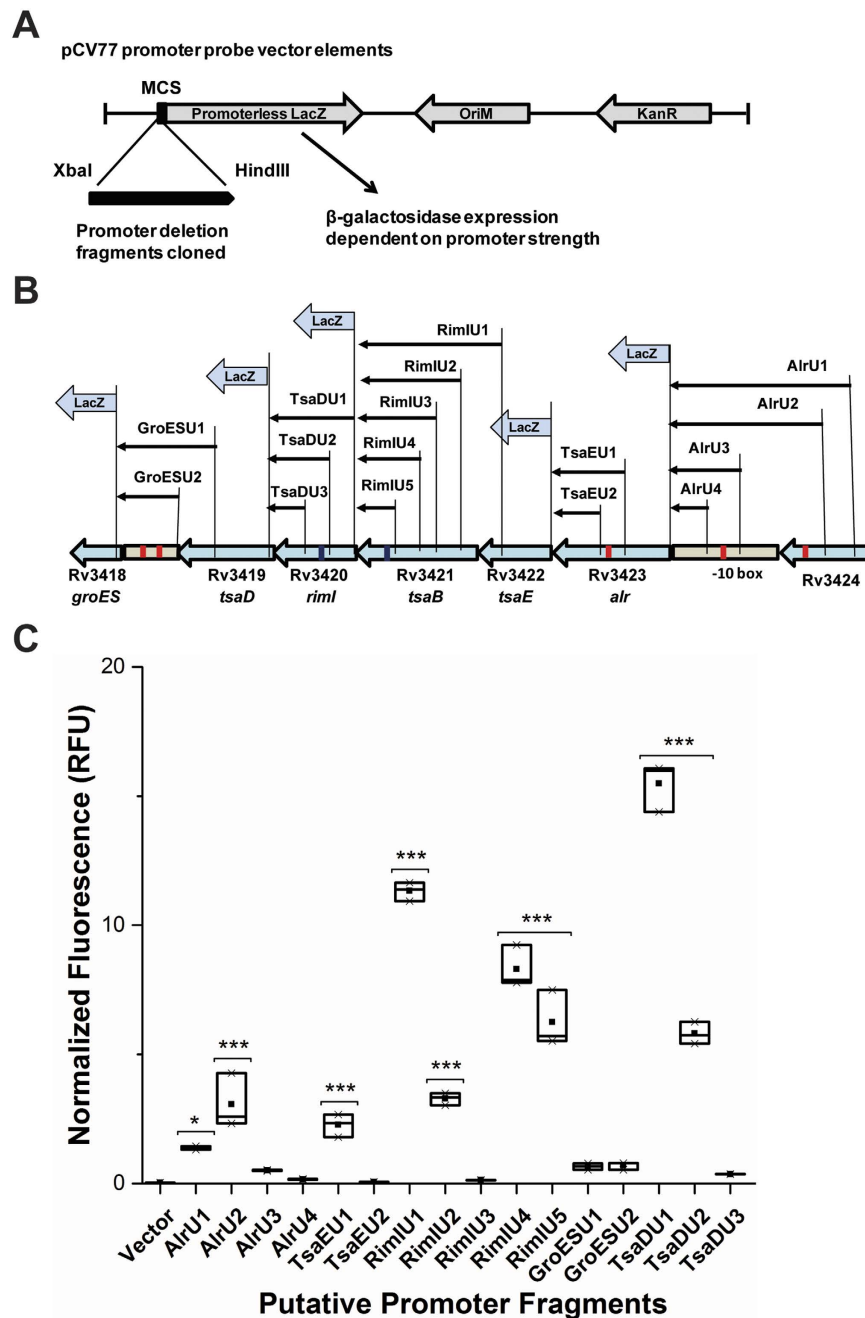 A
pCV77 promoter probe vector elements
MCS
Promoterless LacZ
OriM
KanR
XbaI
HindIII
Promoter deletion
fragments cloned
β-galactosidase expression
dependent on promoter strength
B
LacZ
LacZ
LacZ
LacZ
LacZ
RimIU1
RimIU2
RimIU3
RimIU4
RimIU5
AlrU1
AlrU2
AlrU3
AlrU4
TsaDU1
TsaDU2
TsaDU3
TsaEU1
TsaEU2
GroESU1
GroESU2
Rv3418
groES
Rv3419
tsaD
Rv3420
rimI
Rv3421
tsaB
Rv3422
tsaE
Rv3423
alr
-10 box
Rv3424
C
Normalized Fluorescence (RFU)
20
10
0
*
***
***
***
***
***
***
Vector
AlrU1
AlrU2
AlrU3
AlrU4
TsaEU1
TsaEU2
RimIU1
RimIU2
RimIU3
RimIU4
RimIU5
GroESU1
GroESU2
TsaDU1
TsaDU2
TsaDU3
Putative Promoter Fragments